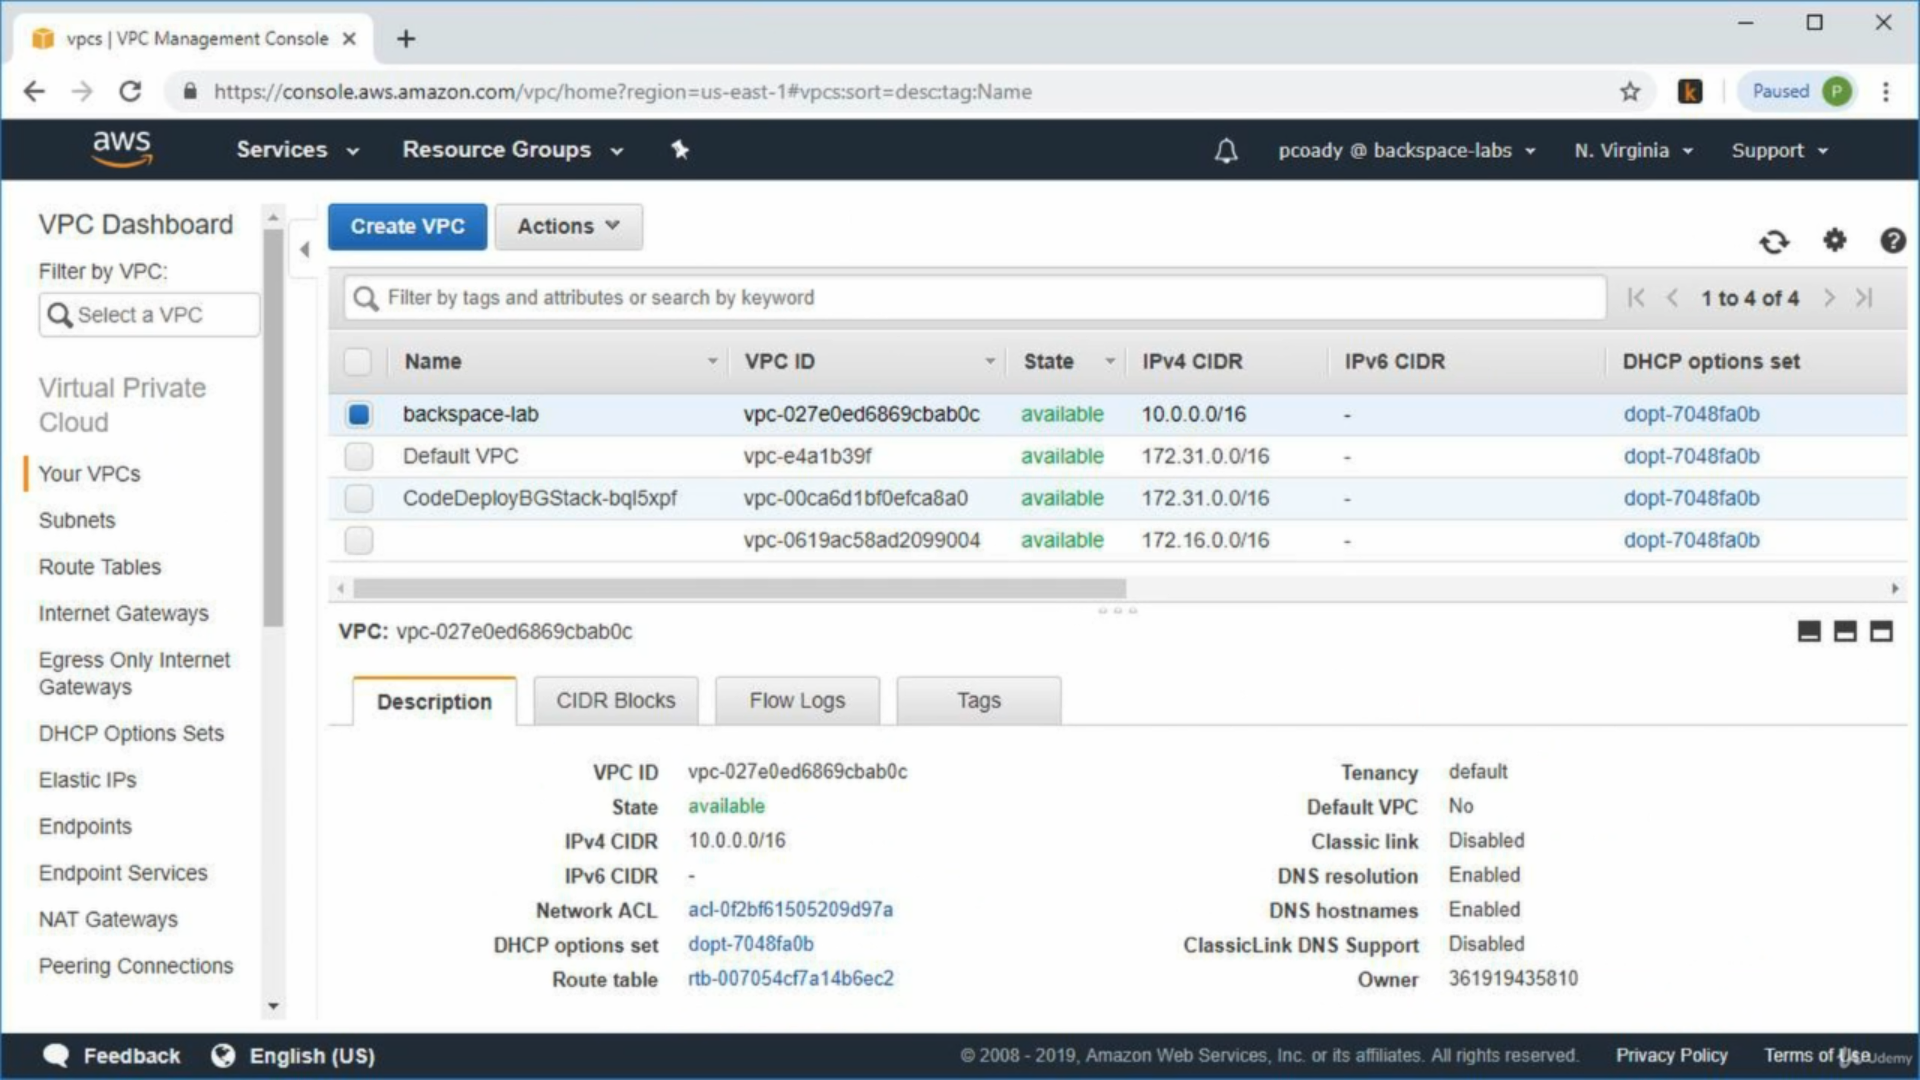 vpcs | VPC Management Console
https://console.aws.amazon.com/vpc/home?region=us-east-1#vpcs:sort=desc:tag:Name
k
Paused P
aws Services Resource Groups pcoady @ backspace-labs N. Virginia Support
VPC Dashboard
Filter by VPC:
Select a VPC
Virtual Private
Cloud
Your VPCs
Subnets
Route Tables
Internet Gateways
Egress Only Internet
Gateways
DHCP Options Sets
Elastic IPs
Endpoints
Endpoint Services
NAT Gateways
Peering Connections
Create VPC Actions
Filter by tags and attributes or search by keyword 1 to 4 of 4
Name VPC ID State IPv4 CIDR IPv6 CIDR DHCP options set
backspace-lab vpc-027e0ed6869cbab0c available 10.0.0.0/16 - dopt-7048fa0b
Default VPC vpc-e4a1b39f available 172.31.0.0/16 - dopt-7048fa0b
CodeDeployBGStack-bql5xpf vpc-00ca6d1bf0efca8a0 available 172.31.0.0/16 - dopt-7048fa0b
vpc-0619ac58ad2099004 available 172.16.0.0/16 - dopt-7048fa0b
VPC: vpc-027e0ed6869cbab0c
Description CIDR Blocks Flow Logs Tags
VPC ID vpc-027e0ed6869cbab0c
State available
IPv4 CIDR 10.0.0.0/16
IPv6 CIDR -
Network ACL acl-0f2bf61505209d97a
DHCP options set dopt-7048fa0b
Route table rtb-007054cf7a14b6ec2
Tenancy default
Default VPC No
Classic link Disabled
DNS resolution Enabled
DNS hostnames Enabled
ClassicLink DNS Support Disabled
Owner 361919435810
Feedback English (US) © 2008 - 2019, Amazon Web Services, Inc. or its affiliates. All rights reserved. Privacy Policy Terms of Use
Udemy